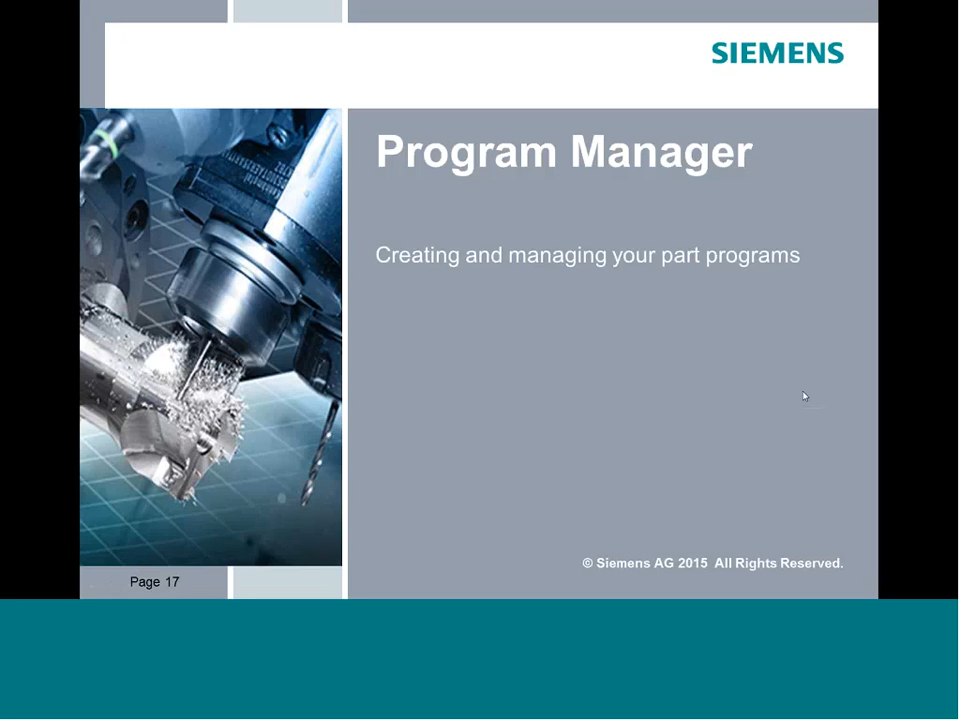 SIEMENS
Program Manager
Creating and managing your part programs
© Siemens AG 2015 All Rights Reserved.
Page 17